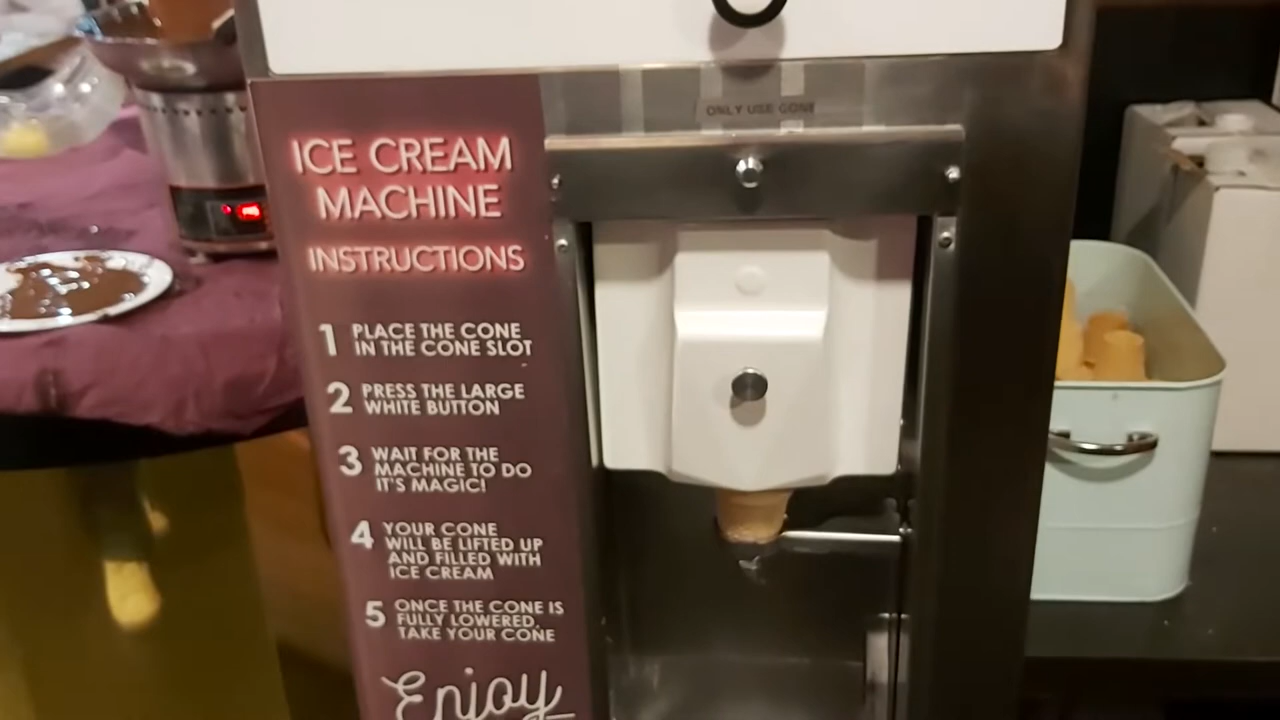 ONLY USE CONE
ICE CREAM
MACHINE
INSTRUCTIONS
1 PLACE THE CONE
IN THE CONE SLOT
2 PRESS THE LARGE
WHITE BUTTON
3 WAIT FOR THE
MACHINE TO DO
IT'S MAGIC!
4 YOUR CONE
WILL BE LIFTED UP
AND FILLED WITH
ICE CREAM
5 ONCE THE CONE IS
FULLY LOWERED,
TAKE YOUR CONE
Enjoy